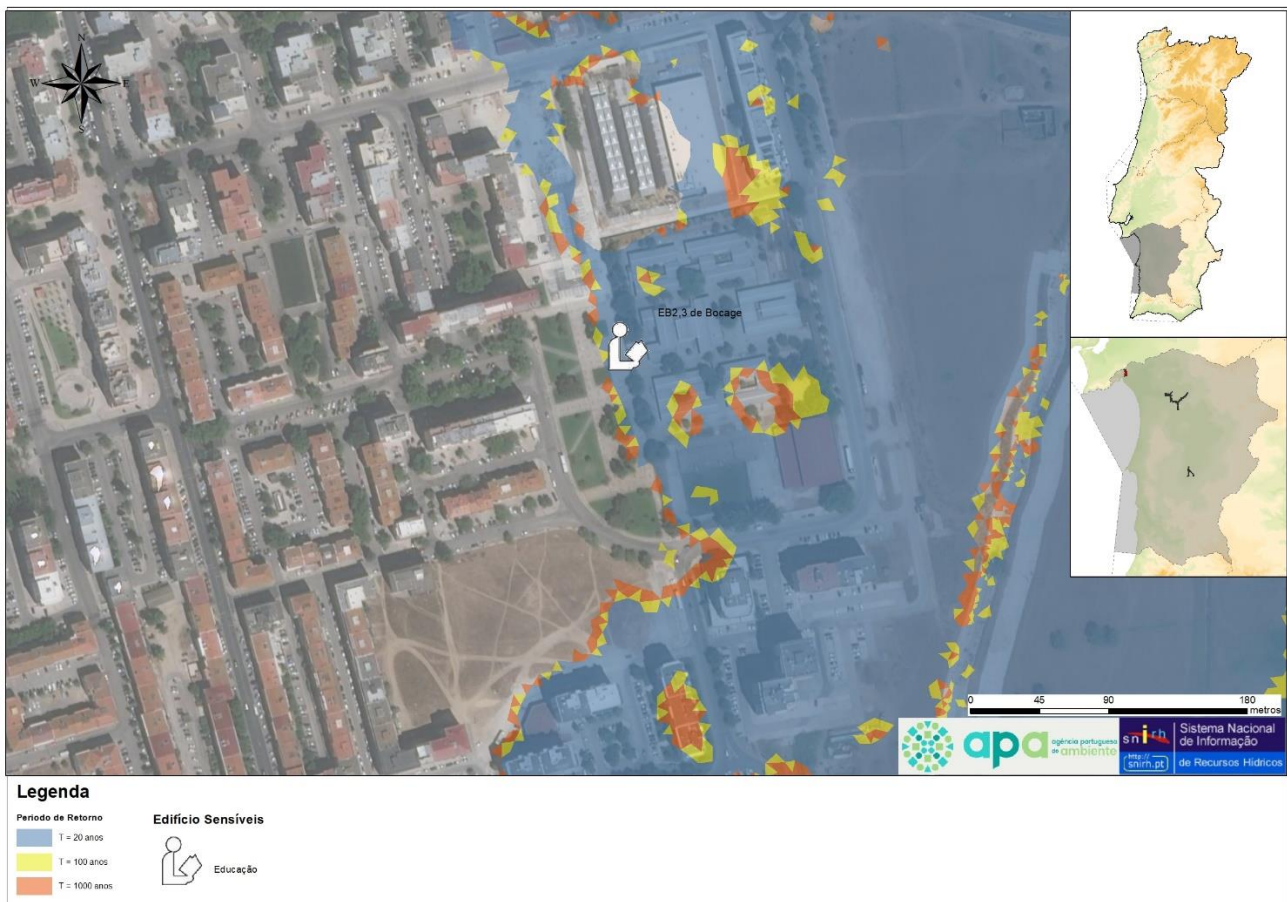 N
W
E
S
EB2,3 de Bocage
0 45 90 180
metros
apa agência portuguesa
do ambiente
snirh
http://
snirh.pt
Sistema Nacional
de Informação
de Recursos Hídricos
Legenda
Período de Retorno
T = 20 anos
T = 100 anos
T = 1000 anos
Edifício Sensíveis
Educação